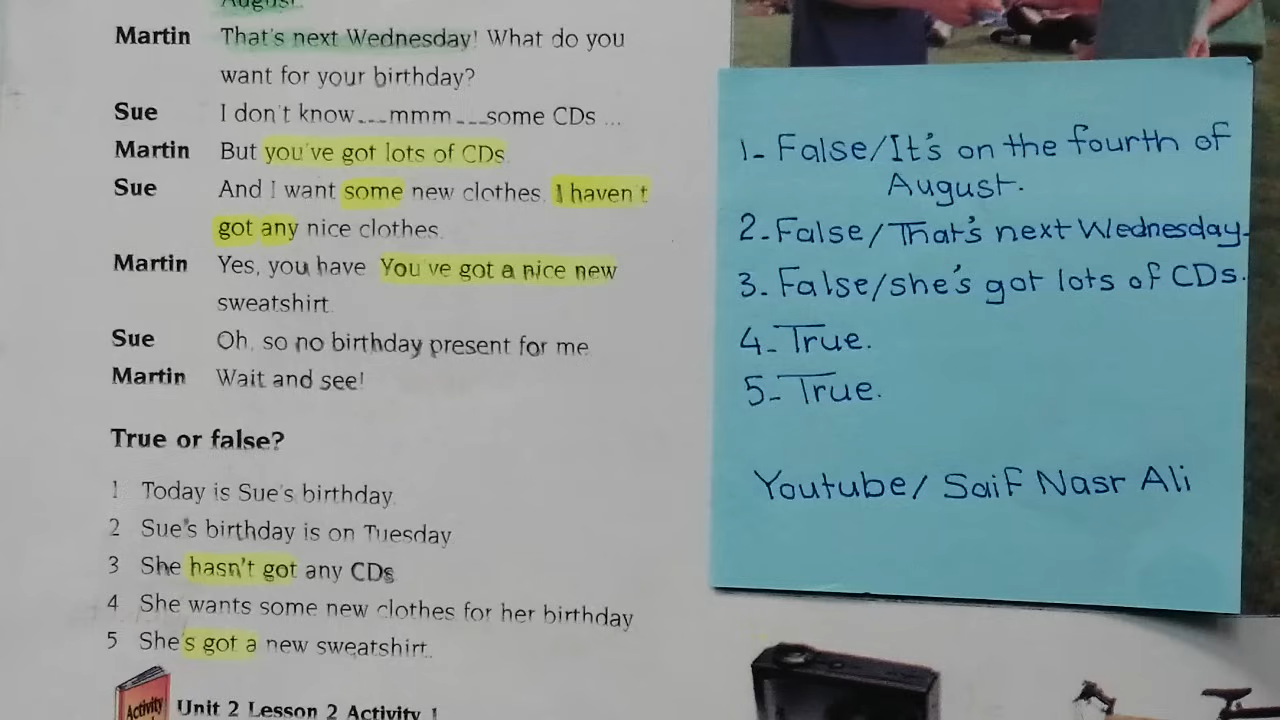 August.
Martin That's next Wednesday! What do you
want for your birthday?
Sue I don't know...mmm...some CDs ...
Martin But you've got lots of CDs.
Sue And I want some new clothes. I haven't
got any nice clothes.
Martin Yes, you have. You've got a nice new
sweatshirt.
Sue Oh, so no birthday present for me.
Martin Wait and see!
True or false?
1 Today is Sue's birthday.
2 Sue's birthday is on Tuesday
3 She hasn't got any CDs
4 She wants some new clothes for her birthday
5 She's got a new sweatshirt.
Activity
Unit 2 Lesson 2 Activity 1
1- False/It's on the fourth of
August.
2-False/That's next Wednesday.
3-False/she's got lots of CDs.
4-True.
5-True.
Youtube/ Saif Nasr Ali